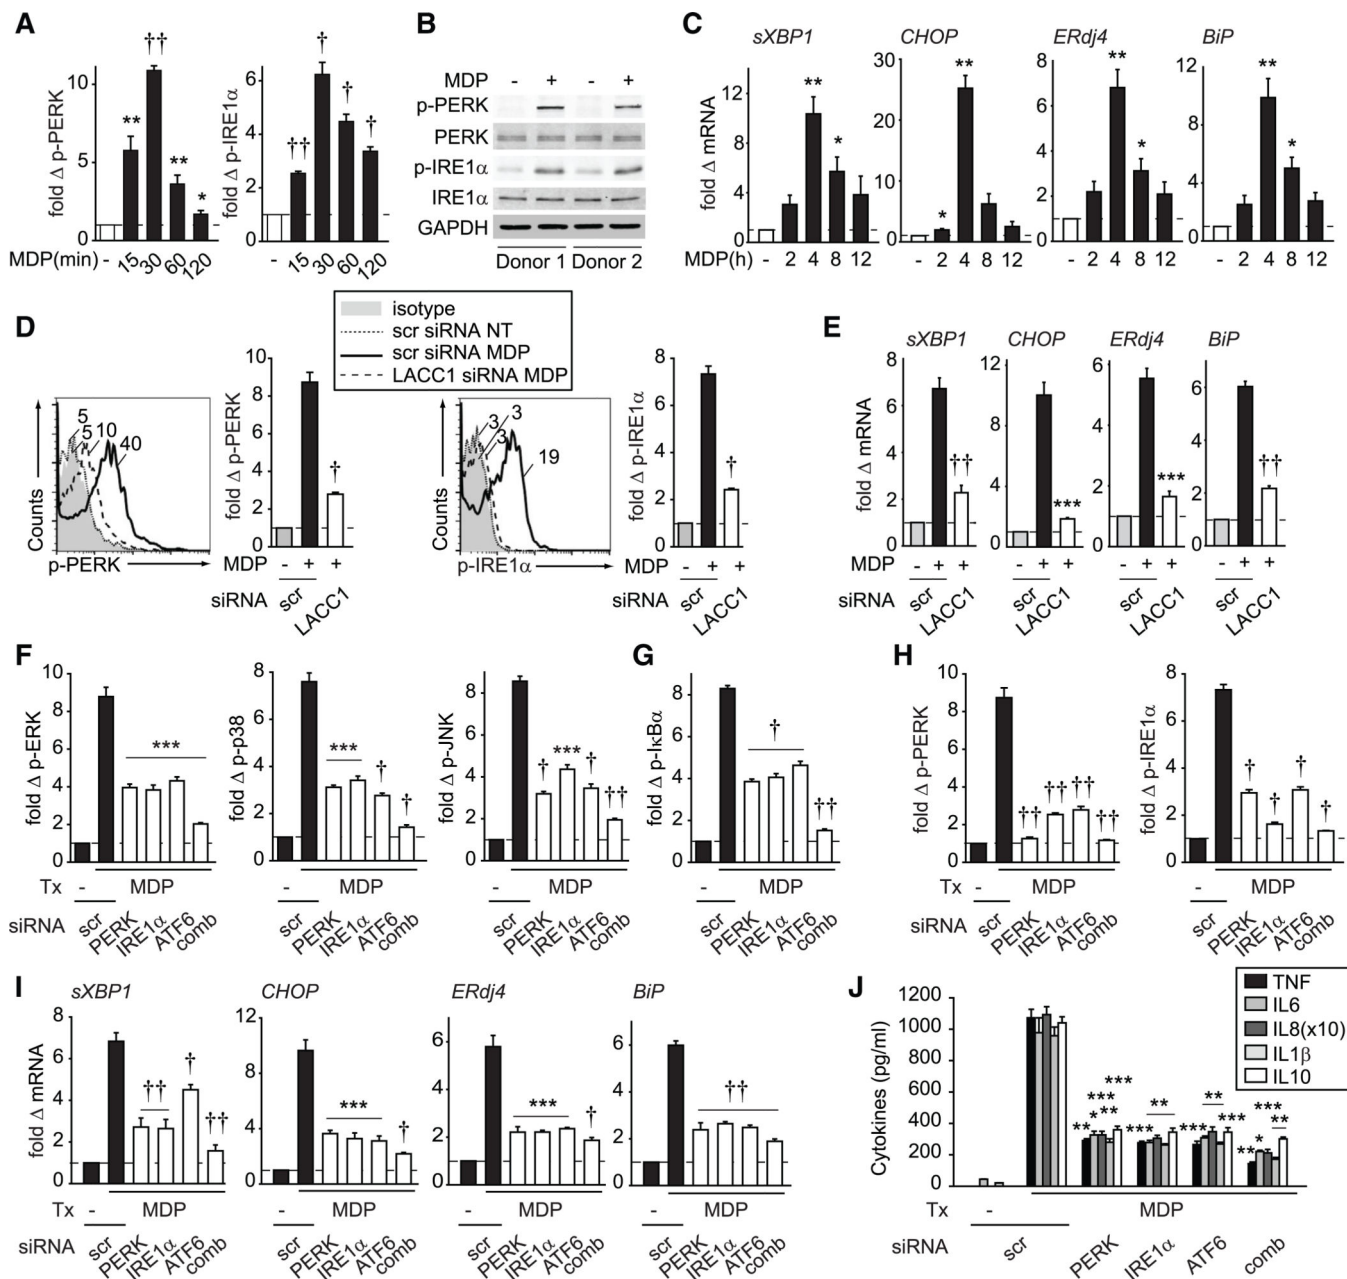 A
fold Δ p-PERK
10
5
††
**
**
*
MDP(min)
- 15 30 60 120
fold Δ p-IRE1α
6
4
2
0
†
††
†
†
- 15 30 60 120
B
MDP - + - +
p-PERK
PERK
p-IRE1α
IRE1α
GAPDH
Donor 1 Donor 2
C
sXBP1 CHOP ERdj4 BiP
fold Δ mRNA
12
8
4
0
**
*
30
20
10
0
**
*
8
6
4
2
0
**
*
12
8
4
0
**
*
MDP(h) - 2 4 8 12 - 2 4 8 12 - 2 4 8 12 - 2 4 8 12
D
isotype
scr siRNA NT
scr siRNA MDP
LACC1 siRNA MDP
Counts
5
5 10
40
p-PERK
fold Δ p-PERK
10
8
6
4
2
0
†
MDP - + +
siRNA scr LACC1
Counts
3 3
3
19
p-IRE1α
fold Δ p-IRE1α
8
6
4
2
0
†
MDP - + +
siRNA scr LACC1
E
sXBP1 CHOP ERdj4 BiP
fold Δ mRNA
8
6
4
2
0
††
12
8
4
0
***
6
4
2
0
***
6
4
2
0
††
MDP - + + - + + - + + - + +
siRNA scr LACC1 scr LACC1 scr LACC1 scr LACC1
F
fold Δ p-ERK
10
8
6
4
2
0
***
fold Δ p-p38
8
6
4
2
0
***
†
†
fold Δ p-JNK
8
6
4
2
0
†
***
†
††
G
fold Δ p-IκBα
8
6
4
2
0
†
††
H
fold Δ p-PERK
10
8
6
4
2
0
††
††
††
††
fold Δ p-IRE1α
8
6
4
2
0
†
†
†
†
Tx - MDP - MDP - MDP - MDP
Tx - MDP - MDP
siRNA scr PERK IRE1α ATF6 comb scr PERK IRE1α ATF6 comb scr PERK IRE1α ATF6 comb scr PERK IRE1α ATF6 comb
siRNA scr PERK IRE1α ATF6 comb scr PERK IRE1α ATF6 comb
I
sXBP1 CHOP ERdj4 BiP
fold Δ mRNA
8
6
4
2
0
††
†
††
12
9
6
3
0
***
†
8
6
4
2
0
***
†
8
6
4
2
0
††
Tx - MDP - MDP - MDP - MDP
siRNA scr PERK IRE1α ATF6 comb scr PERK IRE1α ATF6 comb scr PERK IRE1α ATF6 comb scr PERK IRE1α ATF6 comb
J
TNF
IL6
IL8(x10)
IL1β
IL10
Cytokines (pg/ml)
1200
1000
800
600
400
200
0
**
***
*
**
***
***
**
***
**
***
**
*
***
**
Tx - MDP
siRNA scr PERK IRE1α ATF6 comb